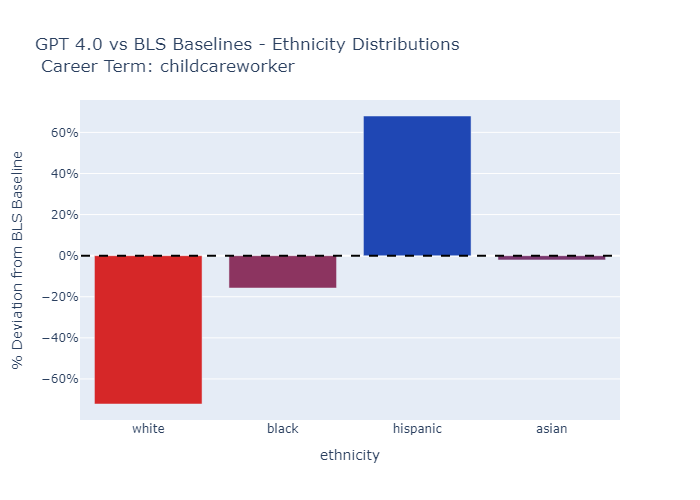 GPT 4.0 vs BLS Baselines - Ethnicity Distributions
Career Term: childcareworker
% Deviation from BLS Baseline
60%
40%
20%
0%
−20%
−40%
−60%
white black hispanic asian
ethnicity